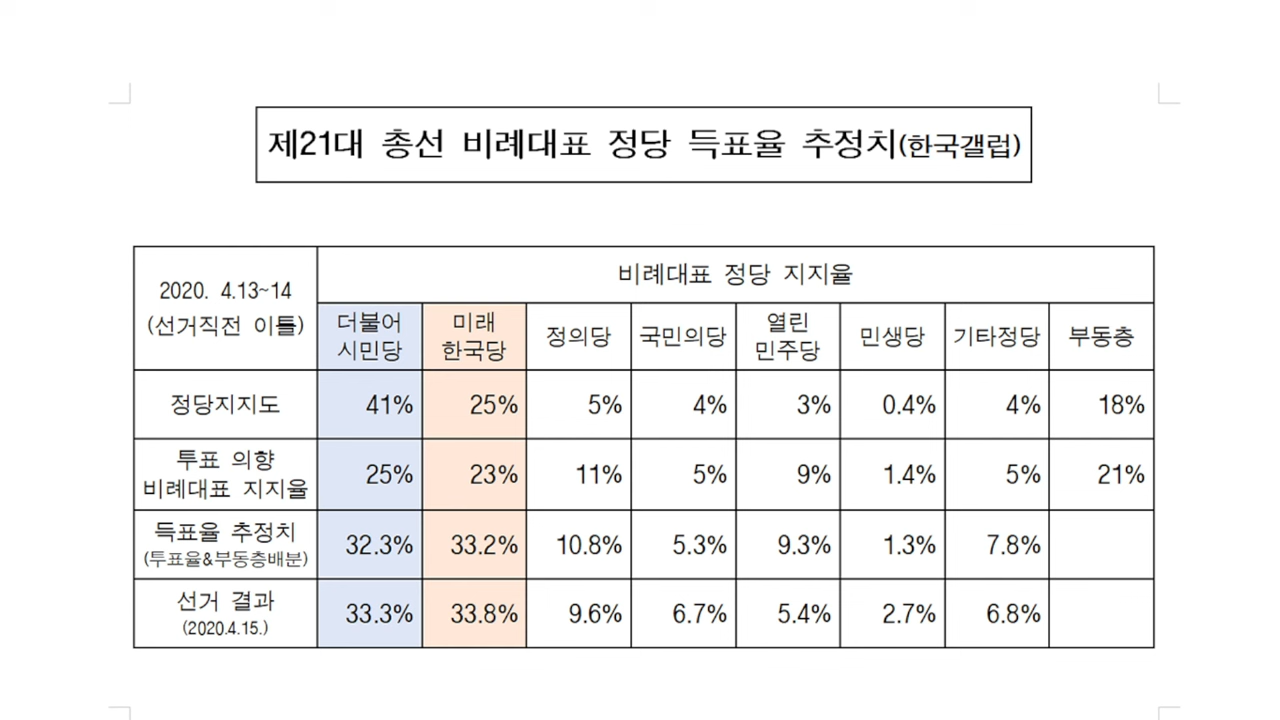 제21대 총선 비례대표 정당 득표율 추정치(한국갤럽)
2020. 4.13~14
(선거직전 이틀)
비례대표 정당 지지율
더불어
시민당
미래
한국당
정의당
국민의당
열린
민주당
민생당
기타정당
부동층
정당지지도 41% 25% 5% 4% 3% 0.4% 4% 18%
투표 의향
비례대표 지지율
25% 23% 11% 5% 9% 1.4% 5% 21%
득표율 추정치
(투표율&부동층배분)
32.3% 33.2% 10.8% 5.3% 9.3% 1.3% 7.8%
선거 결과
(2020.4.15.)
33.3% 33.8% 9.6% 6.7% 5.4% 2.7% 6.8%